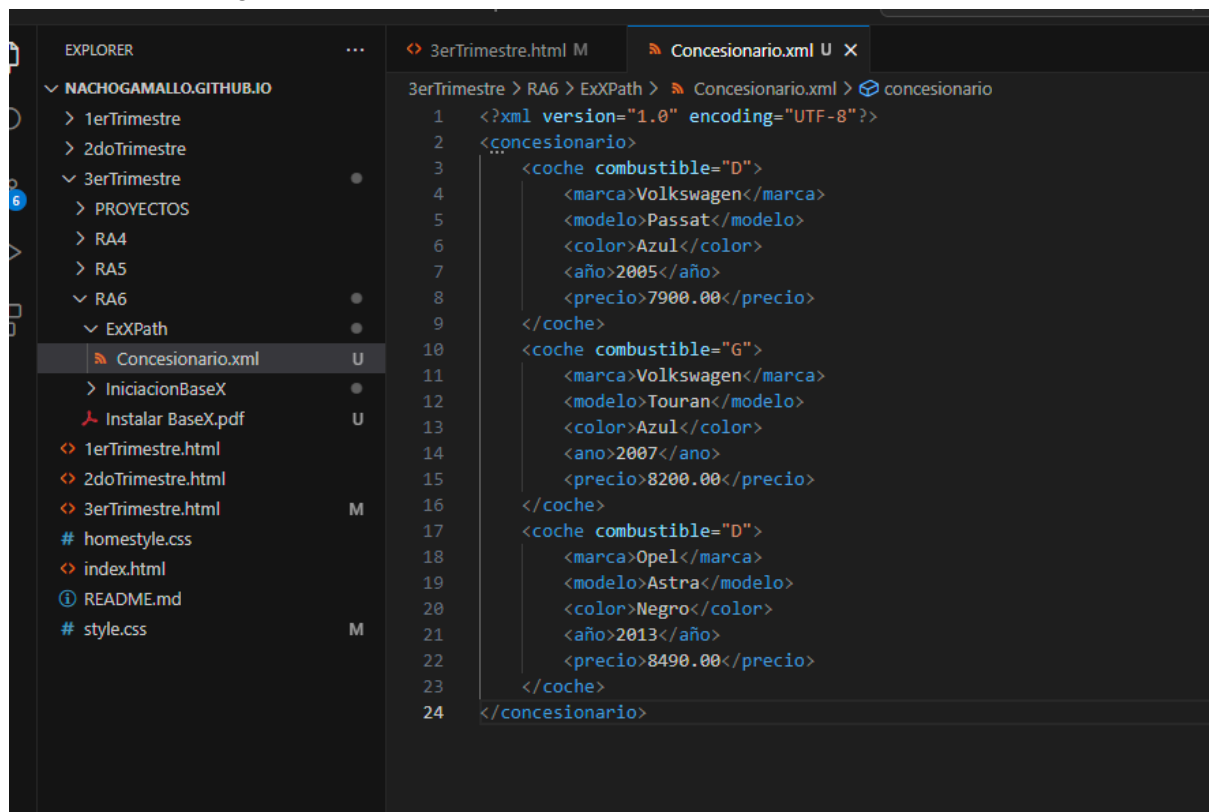 EXPLORER
...
NACHOGAMALLO.GITHUB.IO
1erTrimestre
2doTrimestre
3erTrimestre
6
PROYECTOS
RA4
RA5
RA6
ExXPath
Concesionario.xml U
IniciacionBaseX
Instalar BaseX.pdf U
1erTrimestre.html
2doTrimestre.html
3erTrimestre.html M
# homestyle.css
index.html
README.md
# style.css M
3erTrimestre.html M
Concesionario.xml U X
3erTrimestre > RA6 > ExXPath > Concesionario.xml > concesionario
1 <?xml version="1.0" encoding="UTF-8"?>
2 <concesionario>
3 <coche combustible="D">
4 <marca>Volkswagen</marca>
5 <modelo>Passat</modelo>
6 <color>Azul</color>
7 <año>2005</año>
8 <precio>7900.00</precio>
9 </coche>
10 <coche combustible="G">
11 <marca>Volkswagen</marca>
12 <modelo>Touran</modelo>
13 <color>Azul</color>
14 <ano>2007</ano>
15 <precio>8200.00</precio>
16 </coche>
17 <coche combustible="D">
18 <marca>Opel</marca>
19 <modelo>Astra</modelo>
20 <color>Negro</color>
21 <año>2013</año>
22 <precio>8490.00</precio>
23 </coche>
24 </concesionario>